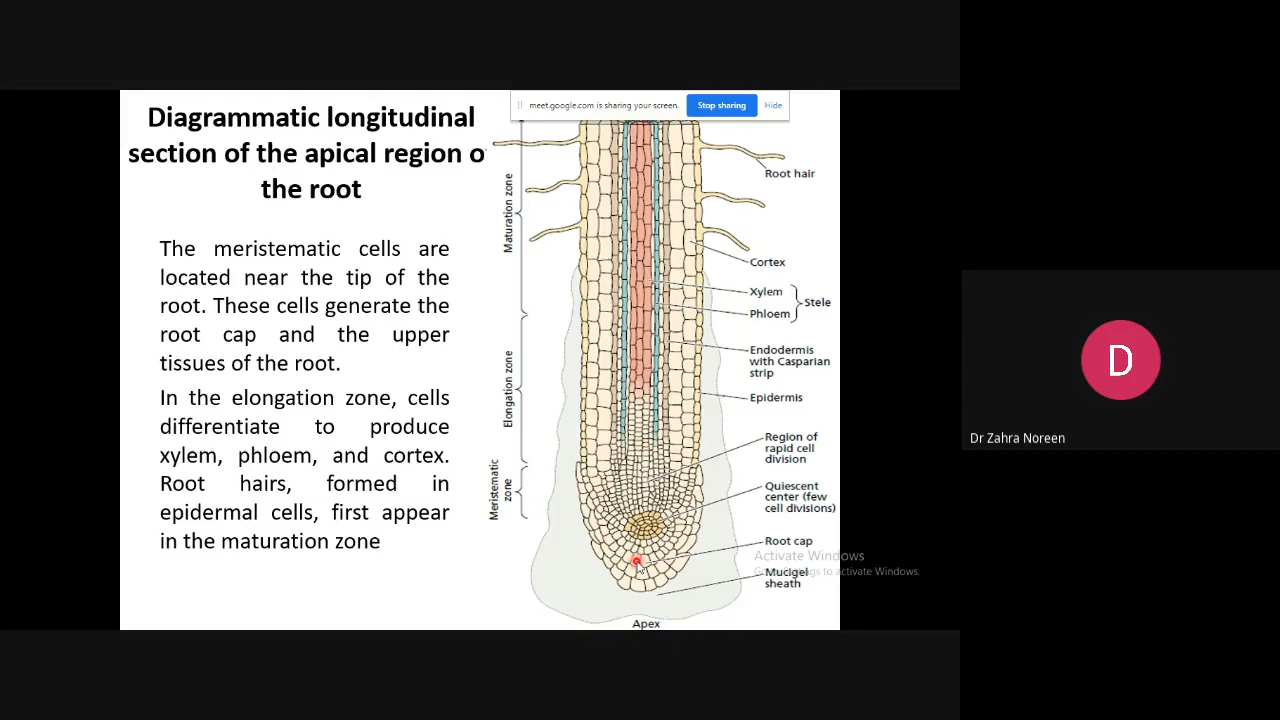 Diagrammatic longitudinal
section of the apical region o
the root
The meristematic cells are
located near the tip of the
root. These cells generate the
root cap and the upper
tissues of the root.
In the elongation zone, cells
differentiate to produce
xylem, phloem, and cortex.
Root hairs, formed in
epidermal cells, first appear
in the maturation zone
meet.google.com is sharing your screen.
Stop sharing
Hide
Maturation zone
Elongation zone
Meristematic
zone
Root hair
Cortex
Xylem
Stele
Phloem
Endodermis
with Casparian
strip
Epidermis
Region of
rapid cell
division
Quiescent
center (few
cell divisions)
Root cap
Mucigel
sheath
Apex
Activate Windows
to activate Windows.
D
Dr Zahra Noreen